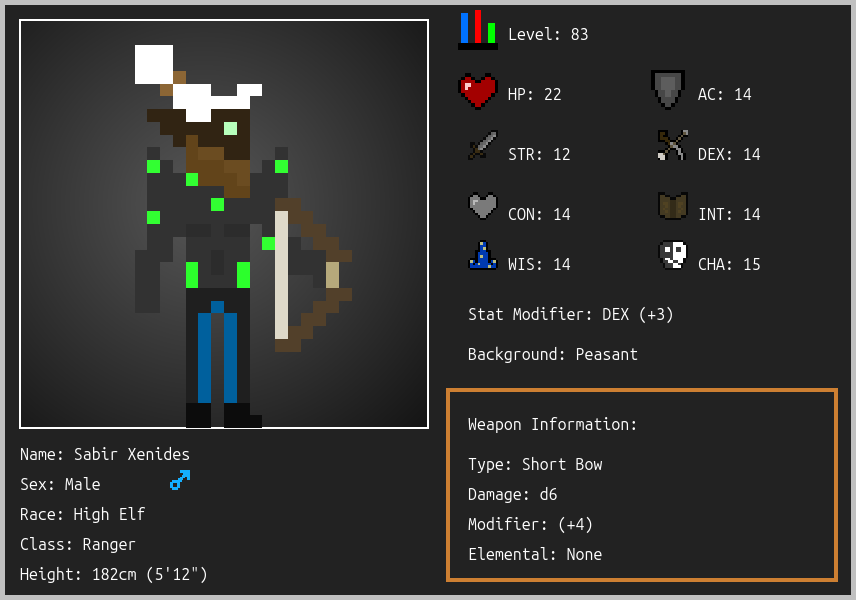 Level: 83
HP: 22
AC: 14
STR: 12
DEX: 14
CON: 14
INT: 14
WIS: 14
CHA: 15
Stat Modifier: DEX (+3)
Background: Peasant
Weapon Information:
Type: Short Bow
Damage: d6
Modifier: (+4)
Elemental: None
Name: Sabir Xenides
Sex: Male
Race: High Elf
Class: Ranger
Height: 182cm (5'12")